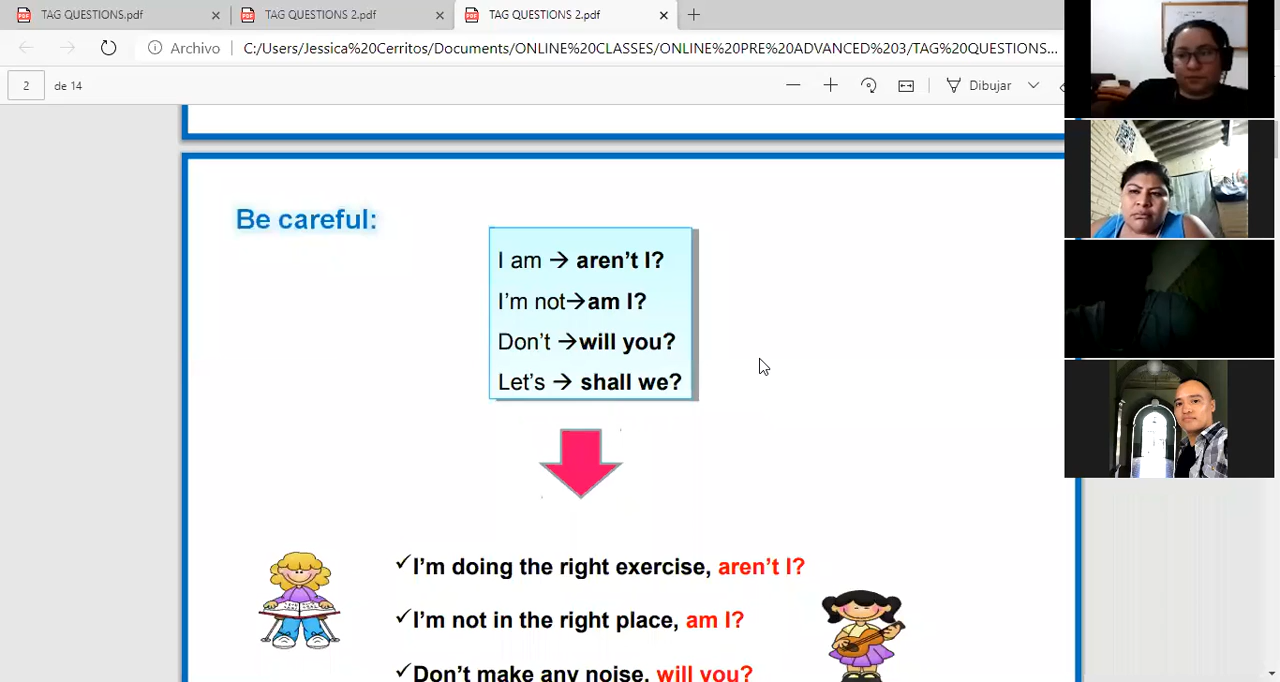 TAG QUESTIONS.pdf
TAG QUESTIONS 2.pdf
TAG QUESTIONS 2.pdf
Archivo
C:/Users/Jessica%20Cerritos/Documents/ONLINE%20CLASSES/ONLINE%20PRE%20ADVANCED%203/TAG%20QUESTIONS...
2 de 14
Dibujar
Be careful:
I am → aren't I?
I'm not→am I?
Don't →will you?
Let's → shall we?
✓I'm doing the right exercise, aren't I?
✓I'm not in the right place, am I?
✓Don't make any noise, will you?